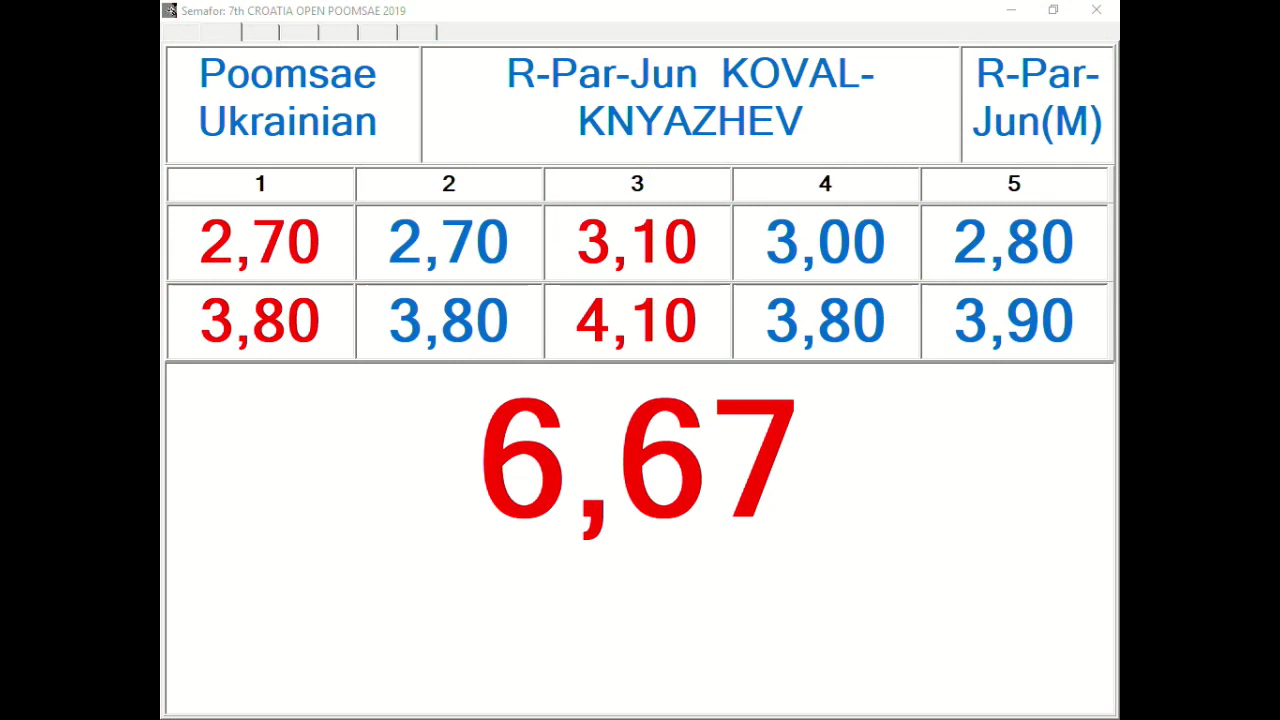 Semafor: 7th CROATIA OPEN POOMSAE 2019
Poomsae
Ukrainian
R-Par-Jun KOVAL-
KNYAZHEV
R-Par-
Jun(M)
1 2 3 4 5
2,70 2,70 3,10 3,00 2,80
3,80 3,80 4,10 3,80 3,90
6,67